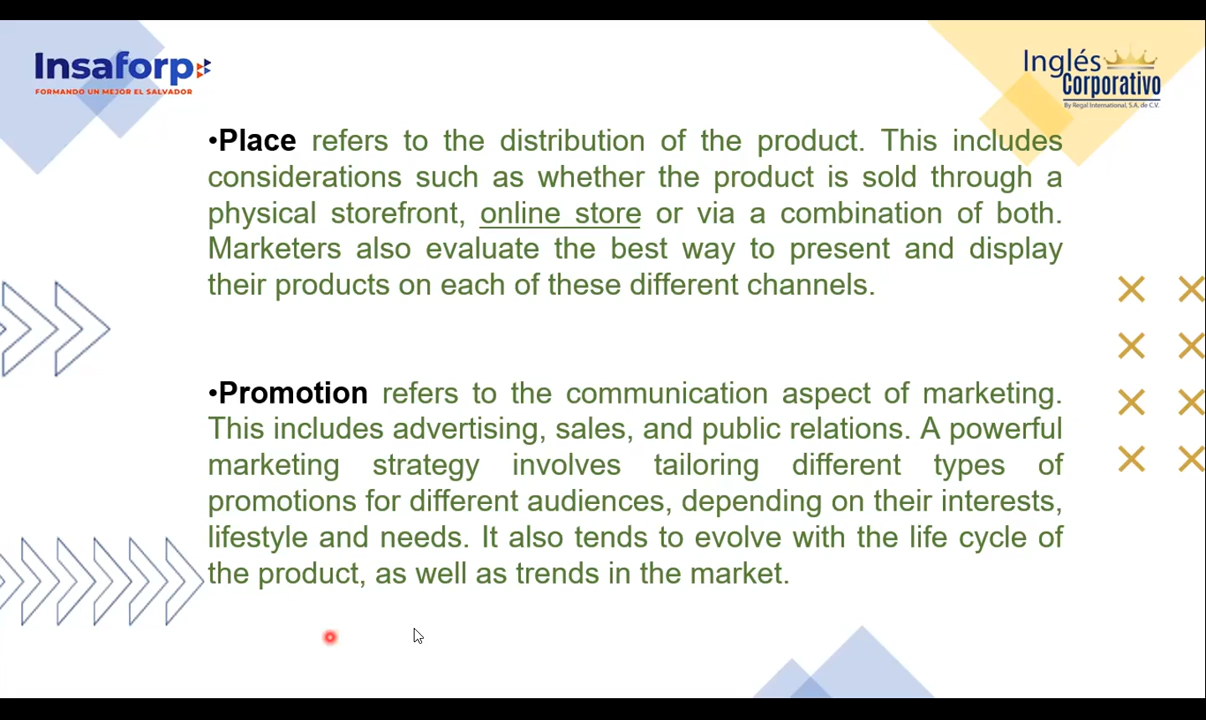 Insaforp
FORMANDO UN MEJOR EL SALVADOR
Inglés
Corporativo
By Regal International, S.A. de C.V.
•Place refers to the distribution of the product. This includes
considerations such as whether the product is sold through a
physical storefront, online store or via a combination of both.
Marketers also evaluate the best way to present and display
their products on each of these different channels.
•Promotion refers to the communication aspect of marketing.
This includes advertising, sales, and public relations. A powerful
marketing strategy involves tailoring different types of
promotions for different audiences, depending on their interests,
lifestyle and needs. It also tends to evolve with the life cycle of
the product, as well as trends in the market.